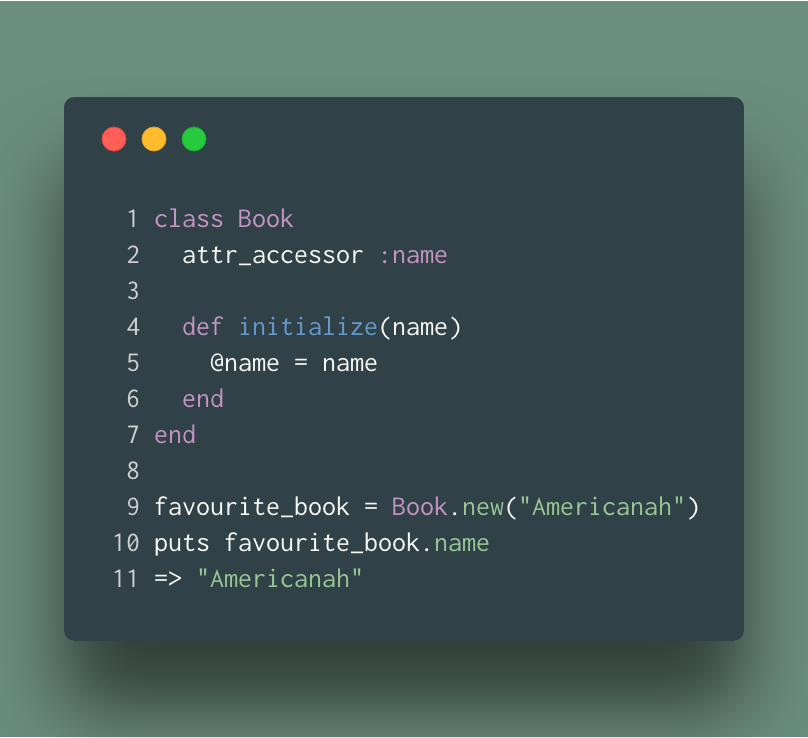 1 class Book
2   attr_accessor :name
3
4   def initialize(name)
5     @name = name
6   end
7 end
8
9 favourite_book = Book.new("Americanah")
10 puts favourite_book.name
11 => "Americanah"